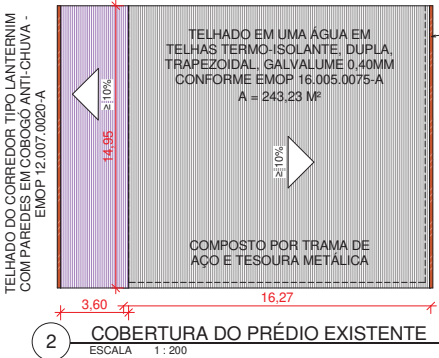 TELHADO DO CORREDOR TIPO LANTERNIM
COM PAREDES EM COBOGÓ ANTI-CHUVA -
EMOP 12.007.0020-A
≥10%
14,95
TELHADO EM UMA ÁGUA EM
TELHAS TERMO-ISOLANTE, DUPLA,
TRAPEZOIDAL, GALVALUME 0,40MM
CONFORME EMOP 16.005.0075-A
A = 243,23 M²
≥10%
COMPOSTO POR TRAMA DE
AÇO E TESOURA METÁLICA
3,60
16,27
2
COBERTURA DO PRÉDIO EXISTENTE
ESCALA 1 : 200